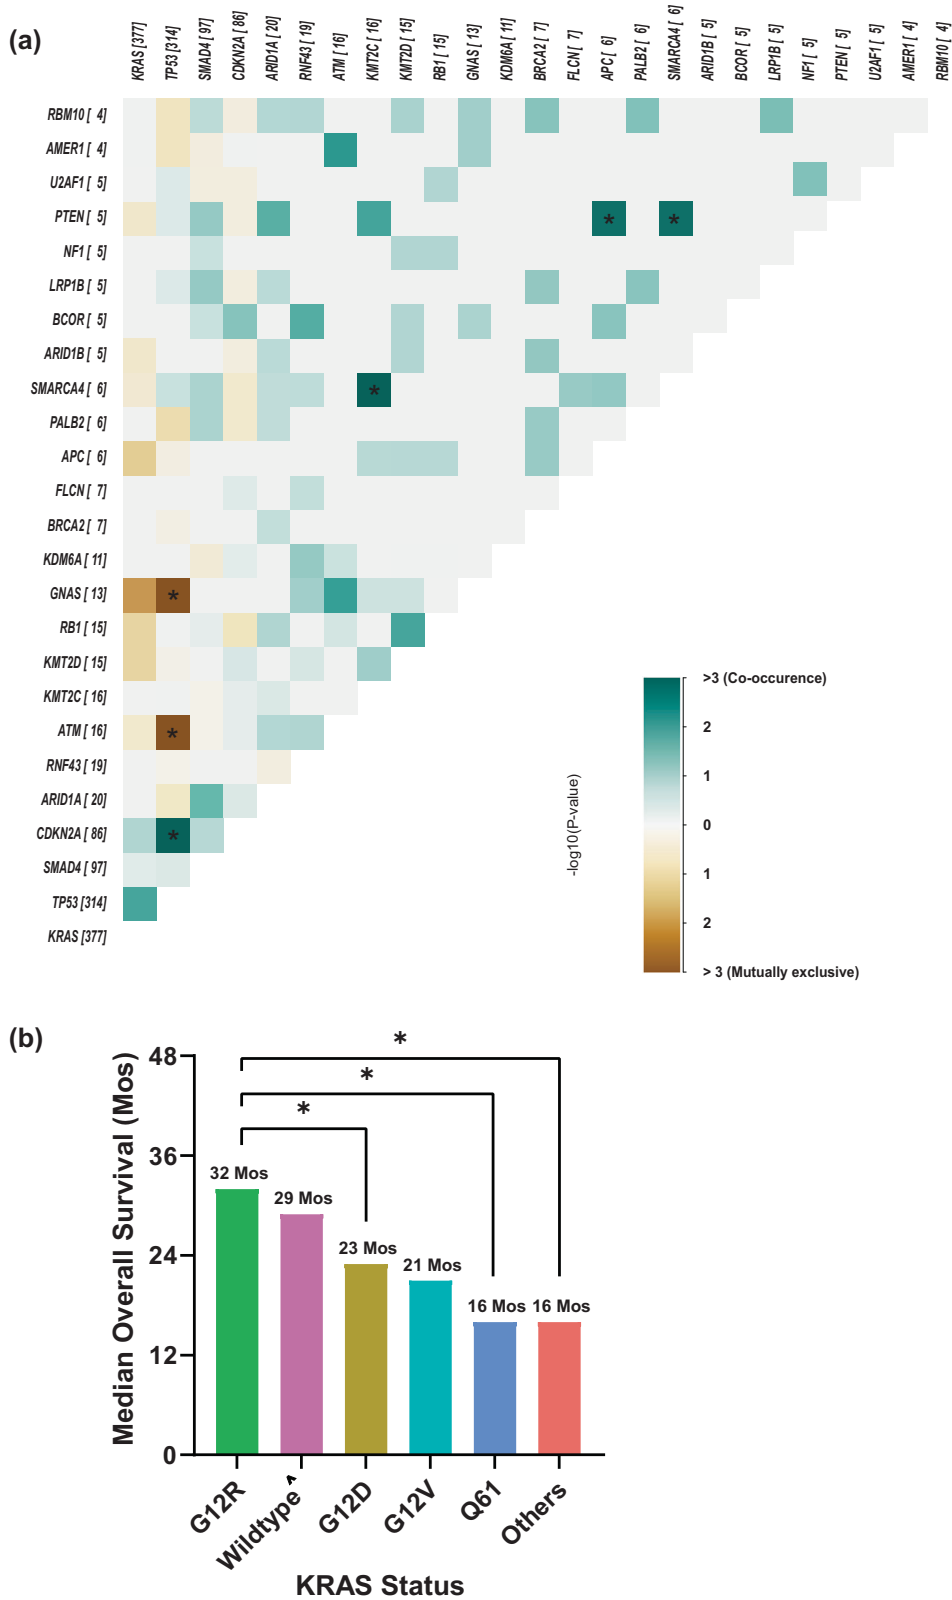 (a)
KRAS [377]
TP53 [314]
SMAD4 [ 97]
CDKN2A [ 86]
ARID1A [ 20]
RNF43 [ 19]
ATM [ 16]
KMT2C [ 16]
KMT2D [ 15]
RB1 [ 15]
GNAS [ 13]
KDM6A [ 11]
BRCA2 [ 7]
FLCN [ 7]
APC [ 6]
PALB2 [ 6]
SMARCA4 [ 6]
ARID1B [ 5]
BCOR [ 5]
LRP1B [ 5]
NF1 [ 5]
PTEN [ 5]
U2AF1 [ 5]
AMER1 [ 4]
RBM10 [ 4]
RBM10 [ 4]
AMER1 [ 4]
U2AF1 [ 5]
PTEN [ 5]
* *
NF1 [ 5]
LRP1B [ 5]
BCOR [ 5]
ARID1B [ 5]
SMARCA4 [ 6]
*
PALB2 [ 6]
APC [ 6]
FLCN [ 7]
BRCA2 [ 7]
KDM6A [ 11]
GNAS [ 13]
*
RB1 [ 15]
KMT2D [ 15]
KMT2C [ 16]
ATM [ 16]
*
RNF43 [ 19]
ARID1A [ 20]
CDKN2A [ 86]
*
SMAD4 [ 97]
TP53 [314]
KRAS [377]
-log10(P-value)
>3 (Co-occurence)
2
1
0
1
2
> 3 (Mutually exclusive)
(b)
Median Overall Survival (Mos)
48
36
24
12
0
*
*
*
32 Mos
29 Mos
23 Mos
21 Mos
16 Mos
16 Mos
G12R
Wildtype^
G12D
G12V
Q61
Others
KRAS Status